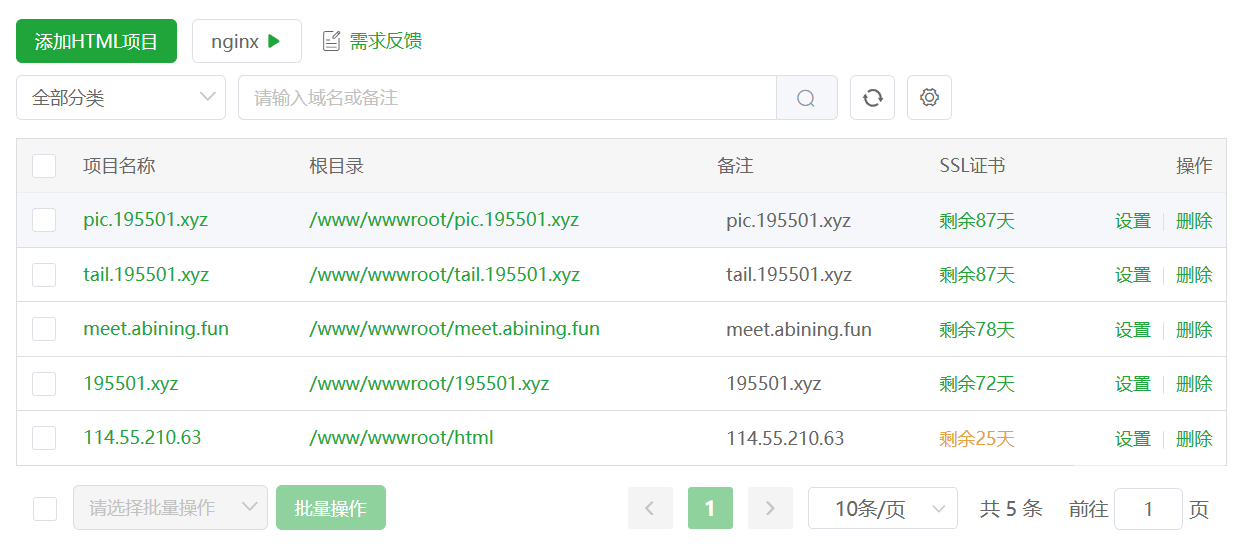 添加HTML项目 nginx 需求反馈
全部分类 请输入域名或备注
项目名称 根目录 备注 SSL证书 操作
pic.195501.xyz /www/wwwroot/pic.195501.xyz pic.195501.xyz 剩余87天 设置 删除
tail.195501.xyz /www/wwwroot/tail.195501.xyz tail.195501.xyz 剩余87天 设置 删除
meet.abining.fun /www/wwwroot/meet.abining.fun meet.abining.fun 剩余78天 设置 删除
195501.xyz /www/wwwroot/195501.xyz 195501.xyz 剩余72天 设置 删除
114.55.210.63 /www/wwwroot/html 114.55.210.63 剩余25天 设置 删除
请选择批量操作 批量操作 1 10条/页 共 5 条 前往 1 页